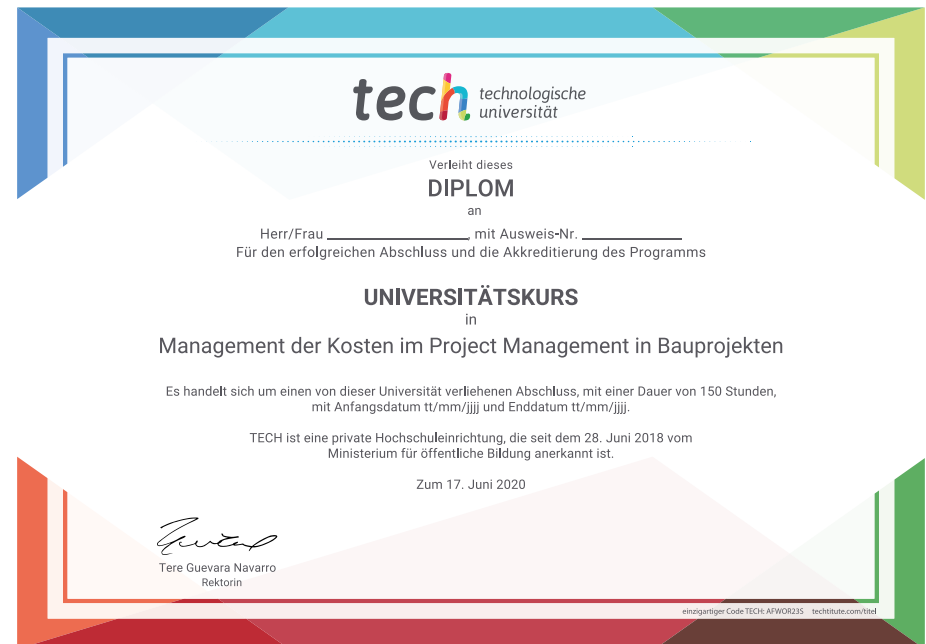 tech technologische
universität
Verleiht dieses
DIPLOM
an
Herr/Frau ____________________, mit Ausweis-Nr. ______________
Für den erfolgreichen Abschluss und die Akkreditierung des Programms
UNIVERSITÄTSKURS
in
Management der Kosten im Project Management in Bauprojekten
Es handelt sich um einen von dieser Universität verliehenen Abschluss, mit einer Dauer von 150 Stunden,
mit Anfangsdatum tt/mm/jjjj und Enddatum tt/mm/jjjj.
TECH ist eine private Hochschuleinrichtung, die seit dem 28. Juni 2018 vom
Ministerium für öffentliche Bildung anerkannt ist.
Zum 17. Juni 2020
Tere Guevara Navarro
Rektorin
einzigartiger Code TECH: AFWOR23S techtitute.com/titel